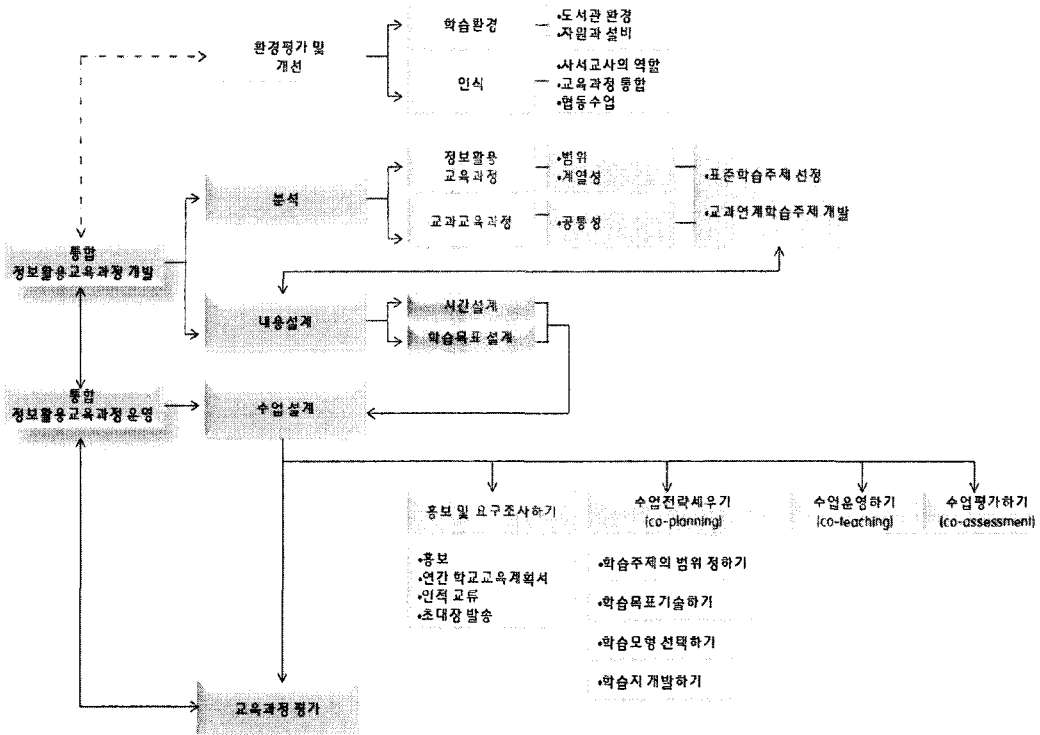 환경평가 및
개선
학습환경
•도서관 환경
•자원과 설비
인식
•사서교사의 역할
•교육과정 통합
•협동수업
분석
정보활용
교육과정
•범위
•계열성
교과교육과정
•공통성
•표준학습주제 선정
•교과연계학습주제 개발
통합
정보활용교육과정 개발
내용설계
시간설계
학습목표 설계
통합
정보활용교육과정 운영
수업 설계
홍보 및 요구조사하기
•홍보
•연간 학교교육계획서
•인적 교류
•초대장 발송
수업전략세우기
(co-planning)
•학습주제의 범위 정하기
•학습목표기술하기
•학습모형 선택하기
•학습지 개발하기
수업운영하기
(co-teaching)
수업평가하기
(co-assessment)
교육과정 평가